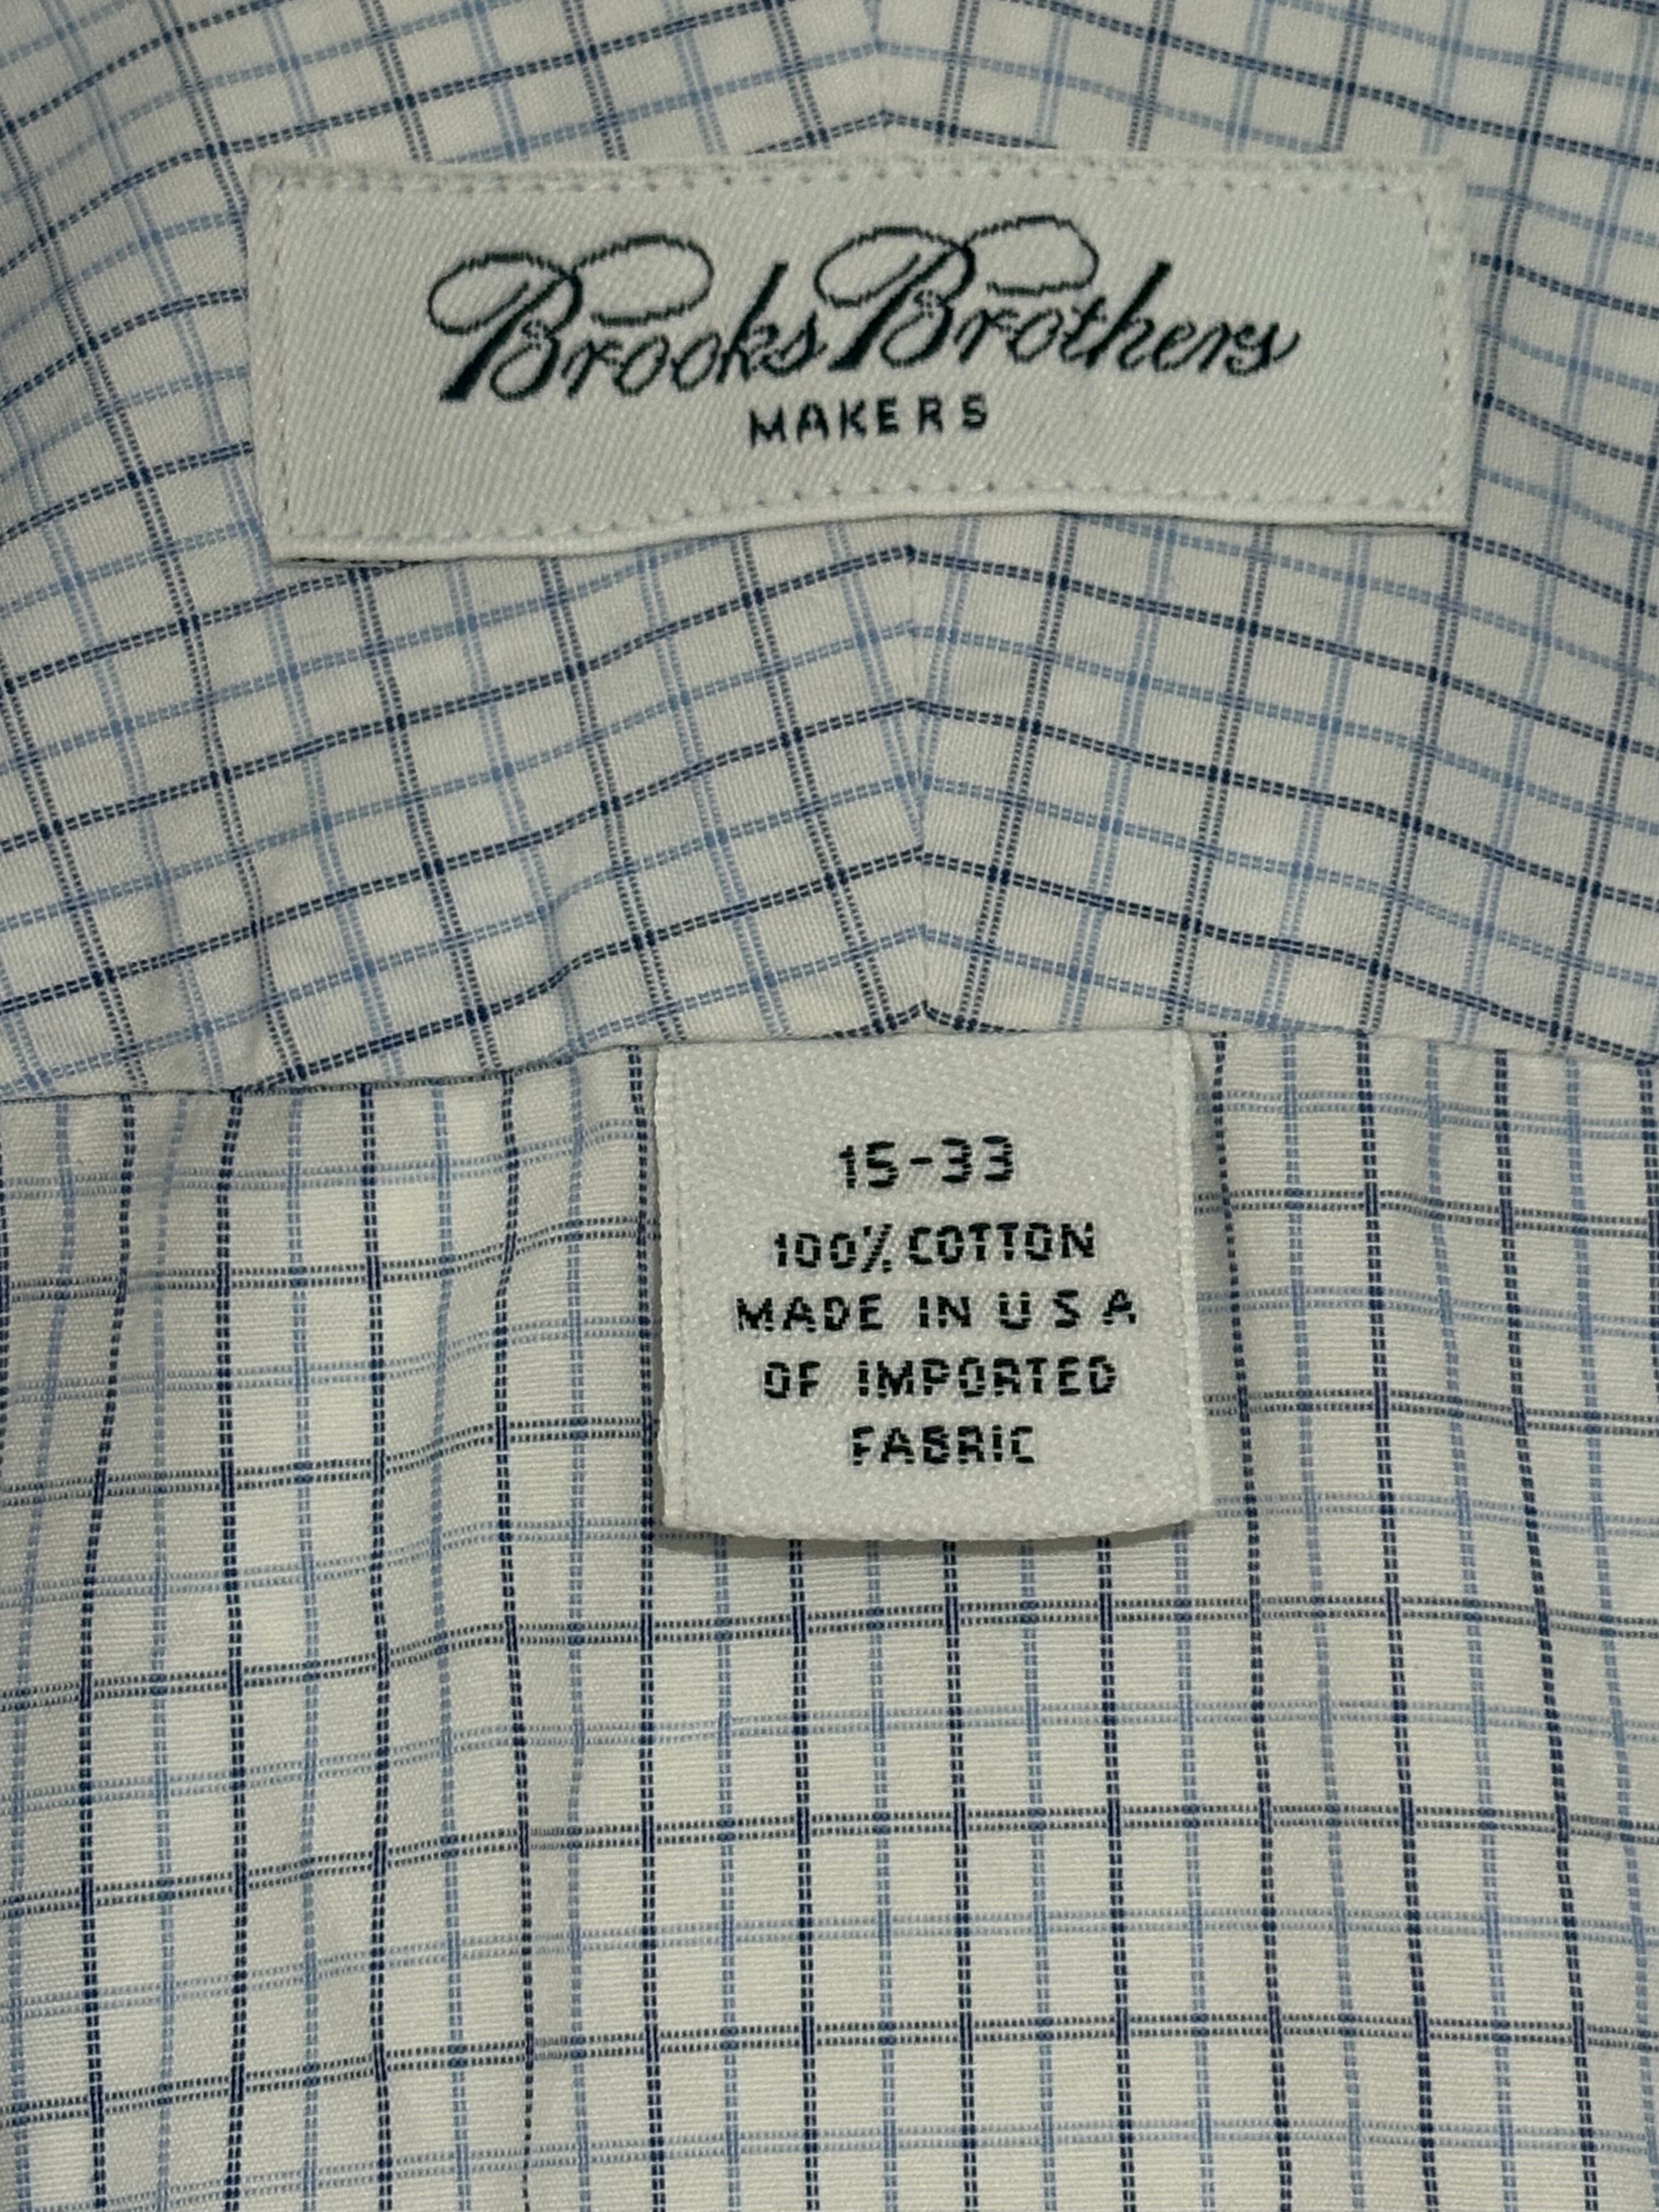 Brooks Brothers
MAKERS
15-33
100% COTTON
MADE IN U S A
OF IMPORTED
FABRIC